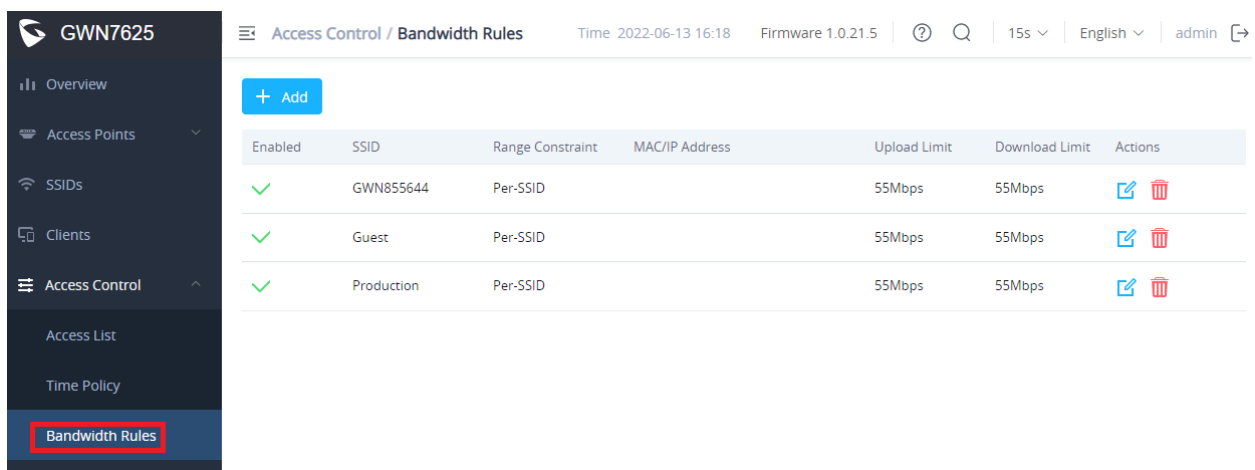 GWN7625
Access Control / Bandwidth Rules Time 2022-06-13 16:18 Firmware 1.0.21.5 ? 15s English admin
Overview
Access Points
SSIDs
Clients
Access Control
Access List
Time Policy
Bandwidth Rules
+ Add
Enabled SSID Range Constraint MAC/IP Address Upload Limit Download Limit Actions
GWN855644 Per-SSID 55Mbps 55Mbps
Guest Per-SSID 55Mbps 55Mbps
Production Per-SSID 55Mbps 55Mbps